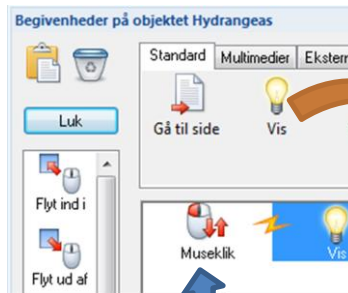 Begivenheder på objektet Hydrangeas
Standard Multimedier Ekstern
Luk
Gå til side Vis
Flyt ind i
Museklik Vis
Flyt ud af